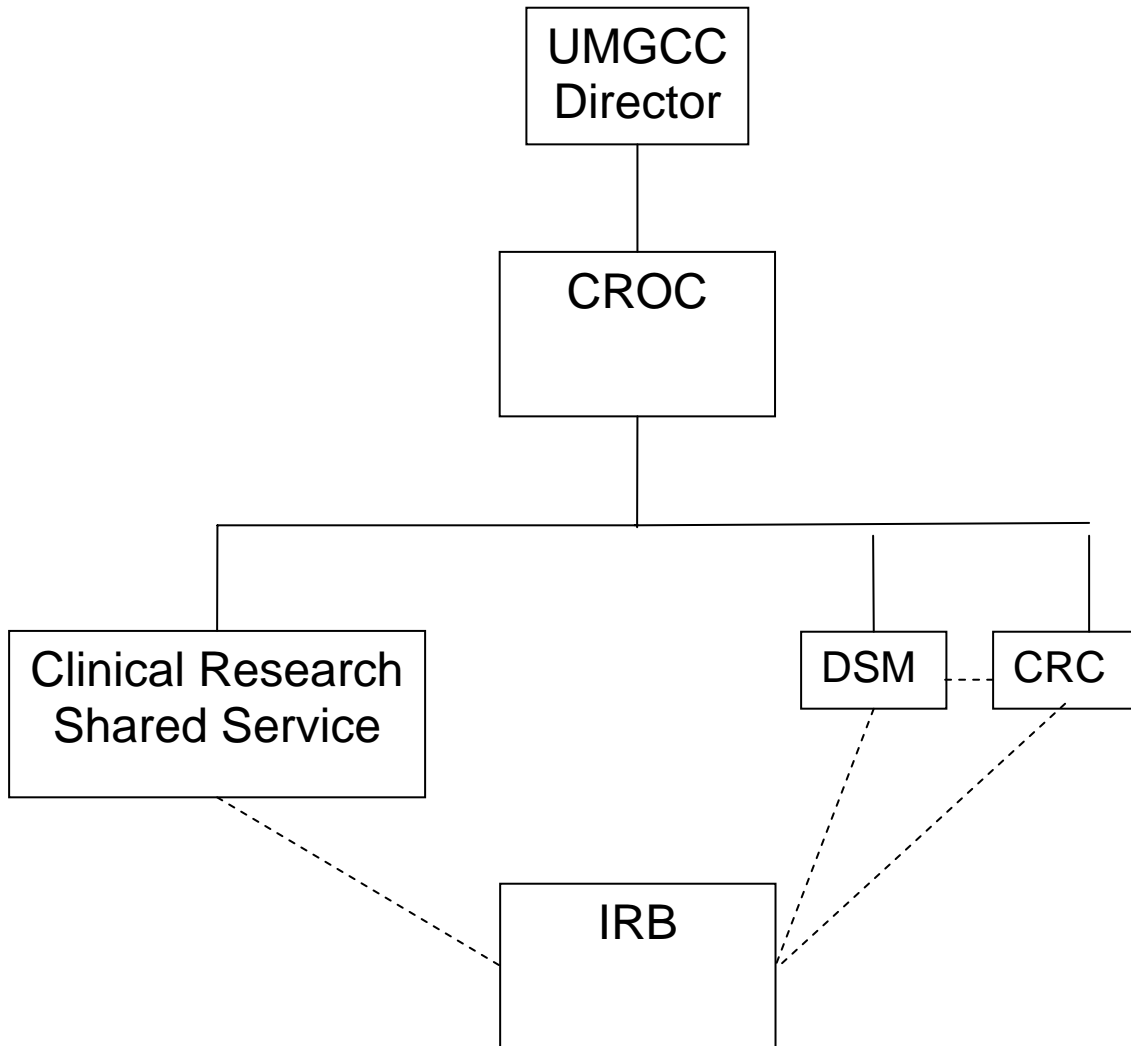 UMGCC
Director
CROC
Clinical Research
Shared Service
DSM
CRC
IRB